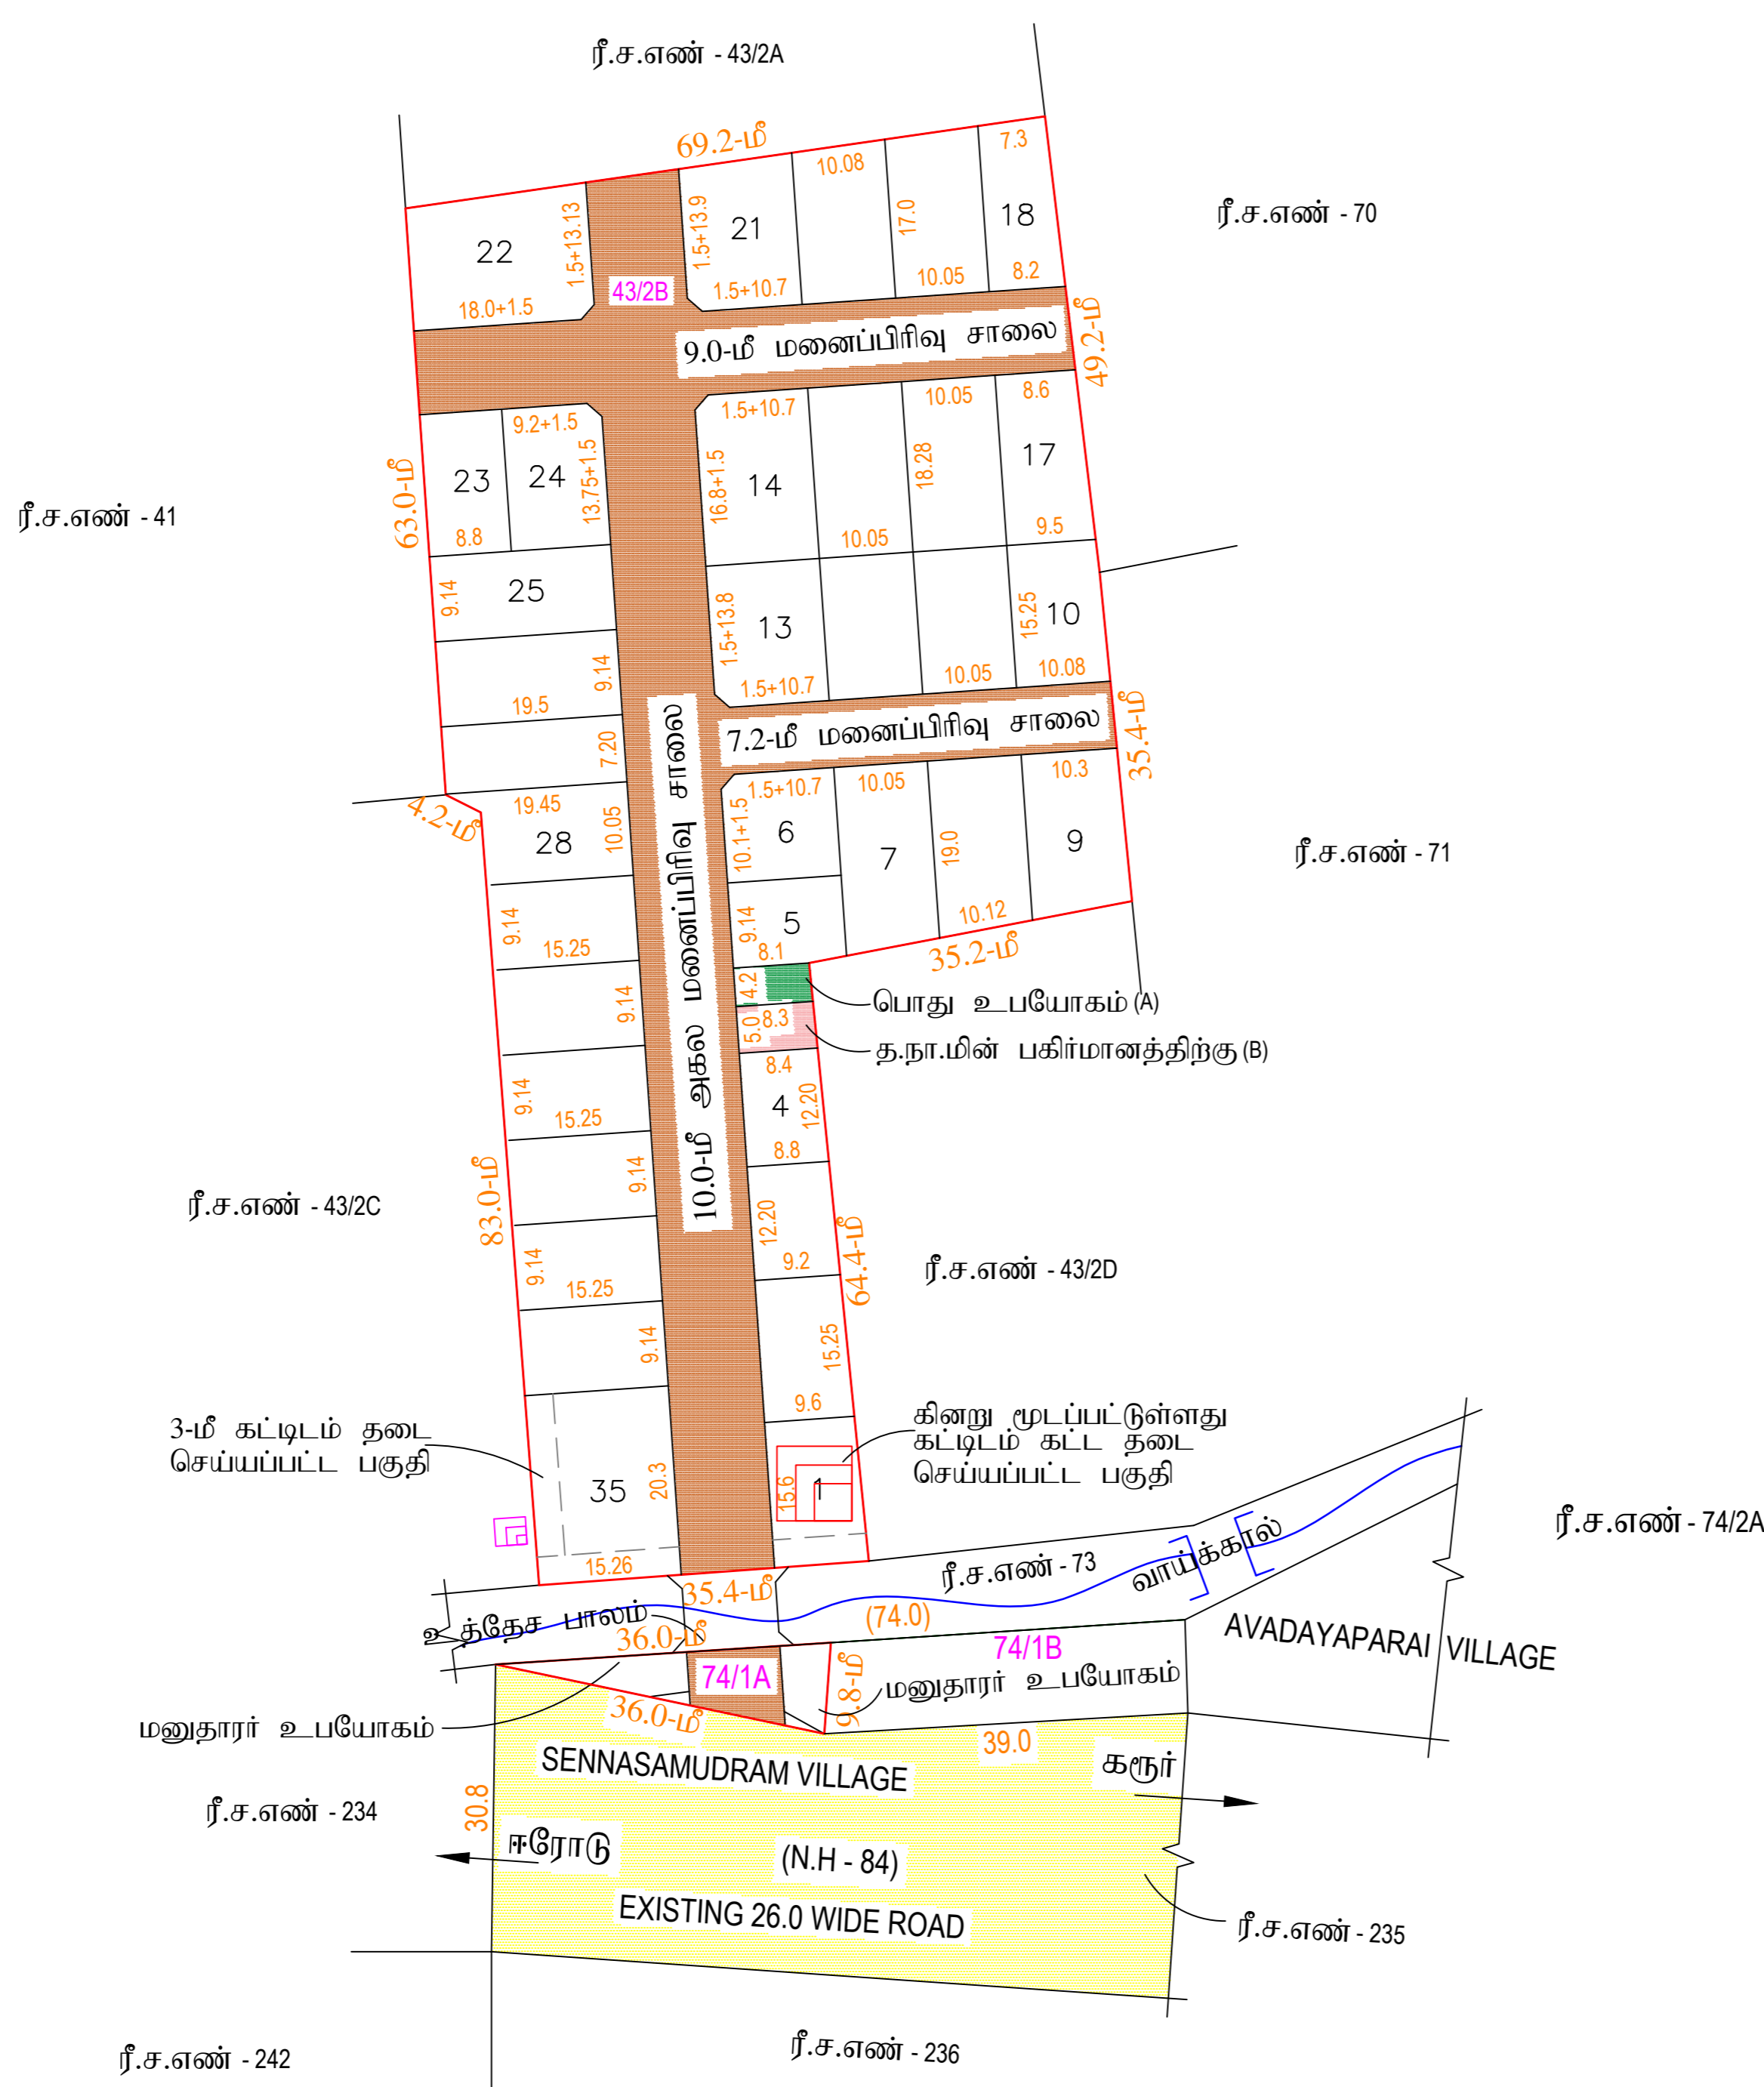 ரீ.ச.எண் - 43/2A
69.2-மீ
7.3
10.08
1.5+13.13
1.5+13.9
21
17.0
18
ரீ.ச.எண் - 70
22
43/2B
1.5+10.7
10.05
8.2
18.0+1.5
9.0-மீ மனைப்பிரிவு சாலை
49.2-மீ
9.2+1.5
1.5+10.7
10.05
8.6
63.0-மீ
23
24
13.75+1.5
16.8+1.5
14
18.28
17
ரீ.ச.எண் - 41
8.8
10.05
9.5
9.14
25
1.5+13.8
13
15.25
10
9.14
19.5
1.5+10.7
10.05
10.08
7.20
7.2-மீ மனைப்பிரிவு சாலை
35.4-மீ
4.2-மீ
19.45
28
10.05
10.0-மீ அகல மனைப்பிரிவு சாலை
1.5+10.7
10.05
10.3
10.1+1.5
6
7
19.0
9
ரீ.ச.எண் - 71
9.14
15.25
9.14
5
8.1
10.12
35.2-மீ
9.14
4.2
பொது உபயோகம் (A)
5.0
8.3
த.நா.மின் பகிர்மானத்திற்கு (B)
8.4
9.14
15.25
4
12.20
8.8
83.0-மீ
9.14
ரீ.ச.எண் - 43/2C
12.20
9.2
64.4-மீ
ரீ.ச.எண் - 43/2D
9.14
15.25
9.14
15.25
9.6
3-மீ கட்டிடம் தடை
செய்யப்பட்ட பகுதி
கினறு மூடப்பட்டுள்ளது
கட்டிடம் கட்ட தடை
செய்யப்பட்ட பகுதி
35
20.3
15.6
1
15.26
35.4-மீ
ரீ.ச.எண் - 73
வாய்க்கால்
ரீ.ச.எண் - 74/2A
உத்தேச பாலம்
36.0-மீ
(74.0)
AVADAYAPARAI VILLAGE
74/1A
74/1B
9.8-மீ
மனுதாரர் உபயோகம்
மனுதாரர் உபயோகம்
36.0-மீ
39.0
SENNASAMUDRAM VILLAGE
கரூர்
30.8
ரீ.ச.எண் - 234
ஈரோடு
(N.H - 84)
EXISTING 26.0 WIDE ROAD
ரீ.ச.எண் - 235
ரீ.ச.எண் - 242
ரீ.ச.எண் - 236